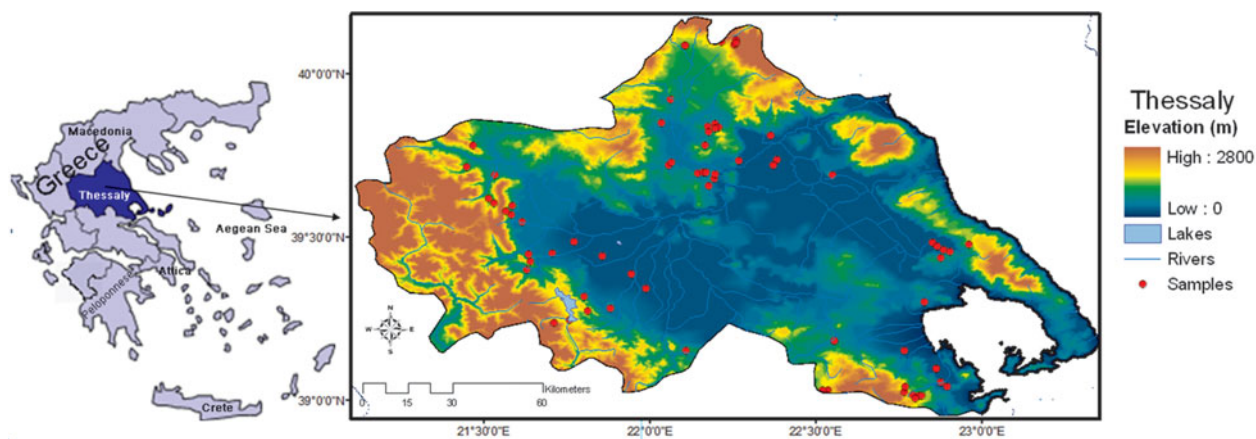 Macedonia
Greece
Thessaly
Aegean Sea
Attica
Peloponneses
Crete
40°0'0"N
39°30'0"N
39°0'0"N
21°30'0"E
22°0'0"E
22°30'0"E
23°0'0"E
N
W E
S
Kilometers
0 15 30 60
Thessaly
Elevation (m)
High : 2800
Low : 0
Lakes
Rivers
Samples